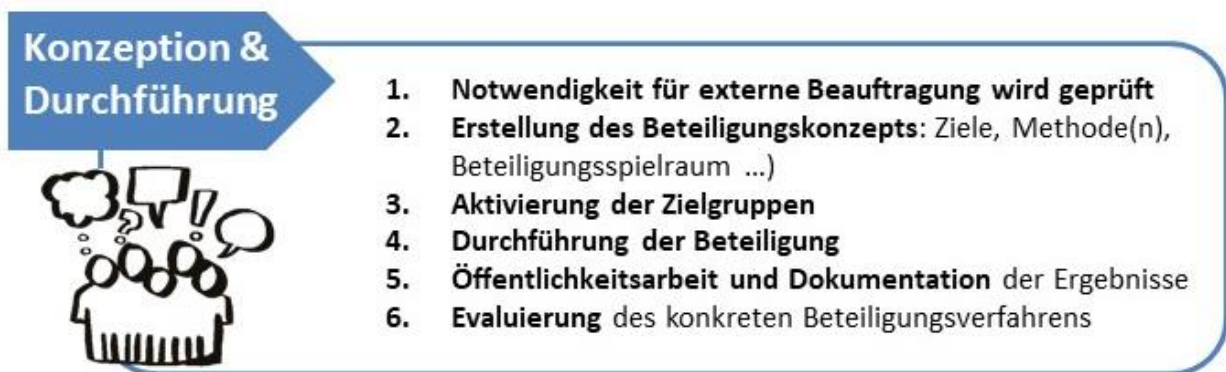 Konzeption &
Durchführung
1. Notwendigkeit für externe Beauftragung wird geprüft
2. Erstellung des Beteiligungskonzepts: Ziele, Methode(n),
Beteiligungsspielraum ...)
3. Aktivierung der Zielgruppen
4. Durchführung der Beteiligung
5. Öffentlichkeitsarbeit und Dokumentation der Ergebnisse
6. Evaluierung des konkreten Beteiligungsverfahrens
?
!